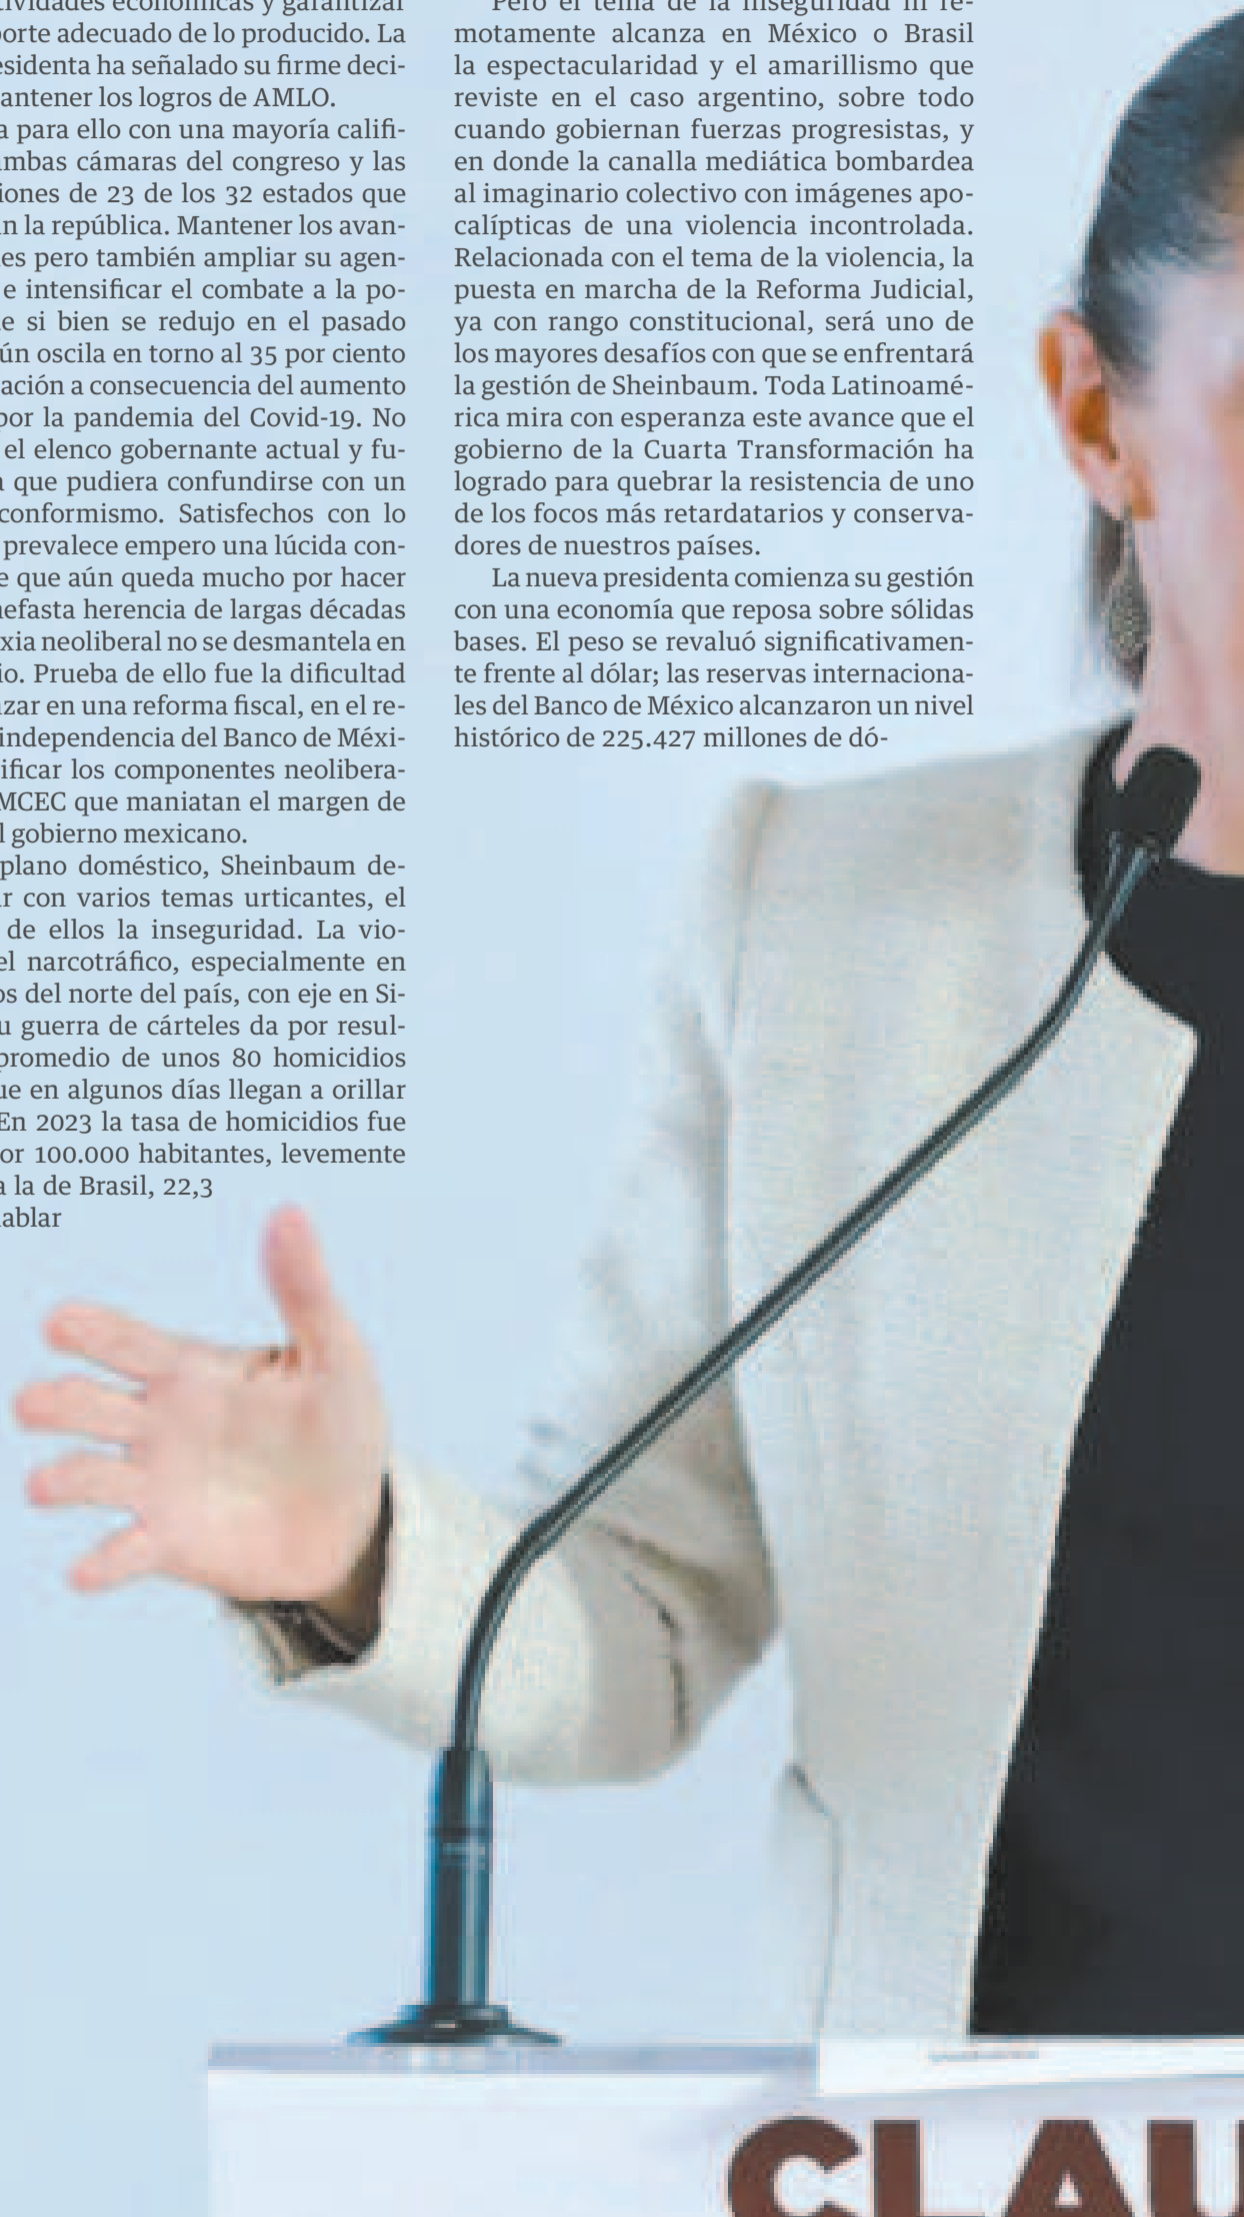 tividades económicas y garantizar
porte adecuado de lo producido. La
esidenta ha señalado su firme deci-
antener los logros de AMLO.
a para ello con una mayoría califi-
ambas cámaras del congreso y las
iones de 23 de los 32 estados que
n la república. Mantener los avan-
es pero también ampliar su agen-
e intensificar el combate a la po-
e si bien se redujo en el pasado
ún oscila en torno al 35 por ciento
ación a consecuencia del aumento
por la pandemia del Covid-19. No
el elenco gobernante actual y fu-
a que pudiera confundirse con un
conformismo. Satisfechos con lo
prevalece empero una lúcida con-
e que aún queda mucho por hacer
nefasta herencia de largas décadas
xia neoliberal no se desmantela en
io. Prueba de ello fue la dificultad
zar en una reforma fiscal, en el re-
independencia del Banco de Méxi-
ificar los componentes neolibera-
MCEC que maniatan el margen de
l gobierno mexicano.
plano doméstico, Sheinbaum de-
r con varios temas urticantes, el
de ellos la inseguridad. La vio-
el narcotráfico, especialmente en
os del norte del país, con eje en Si-
u guerra de cárteles da por resul-
promedio de unos 80 homicidios
ue en algunos días llegan a orillar
En 2023 la tasa de homicidios fue
or 100.000 habitantes, levemente
a la de Brasil, 22,3
ablar
Pero el tema de la inseguridad ni re-
motamente alcanza en México o Brasil
la espectacularidad y el amarillismo que
reviste en el caso argentino, sobre todo
cuando gobiernan fuerzas progresistas, y
en donde la canalla mediática bombardea
al imaginario colectivo con imágenes apo-
calípticas de una violencia incontrolada.
Relacionada con el tema de la violencia, la
puesta en marcha de la Reforma Judicial,
ya con rango constitucional, será uno de
los mayores desafíos con que se enfrentará
la gestión de Sheinbaum. Toda Latinoamé-
rica mira con esperanza este avance que el
gobierno de la Cuarta Transformación ha
logrado para quebrar la resistencia de uno
de los focos más retardatarios y conserva-
dores de nuestros países.
La nueva presidenta comienza su gestión
con una economía que reposa sobre sólidas
bases. El peso se revaluó significativamen-
te frente al dólar; las reservas internaciona-
les del Banco de México alcanzaron un nivel
histórico de 225.427 millones de dó-
CLAU